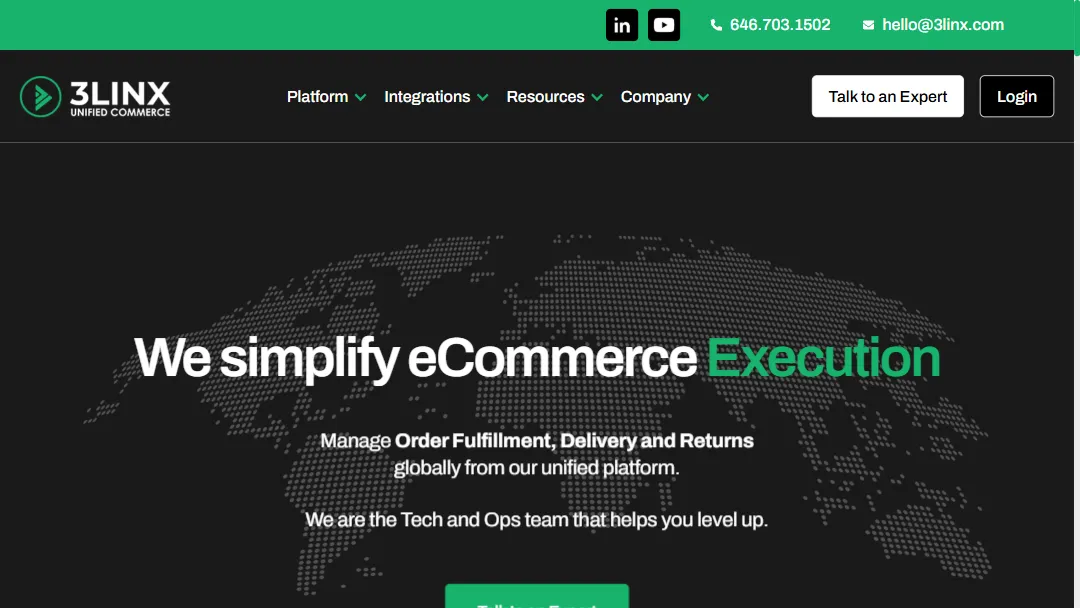 in
646.703.1502
hello@3linx.com
3LINX
UNIFIED COMMERCE
Platform
Integrations
Resources
Company
Talk to an Expert
Login
We simplify eCommerce Execution
Manage Order Fulfillment, Delivery and Returns
globally from our unified platform.
We are the Tech and Ops team that helps you level up.